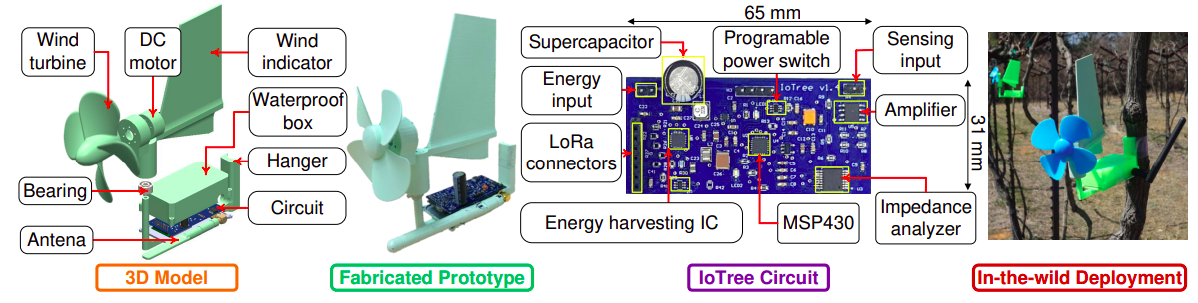 Wind
turbine
DC
motor
Wind
indicator
Waterproof
box
Hanger
Bearing
Circuit
Antena
3D Model
Fabricated Prototype
65 mm
Supercapacitor
Programable
power switch
Sensing
input
Energy
input
IoTree v1.
Amplifier
LoRa
connectors
31 mm
Energy harvesting IC
MSP430
Impedance
analyzer
IoTree Circuit
In-the-wild Deployment